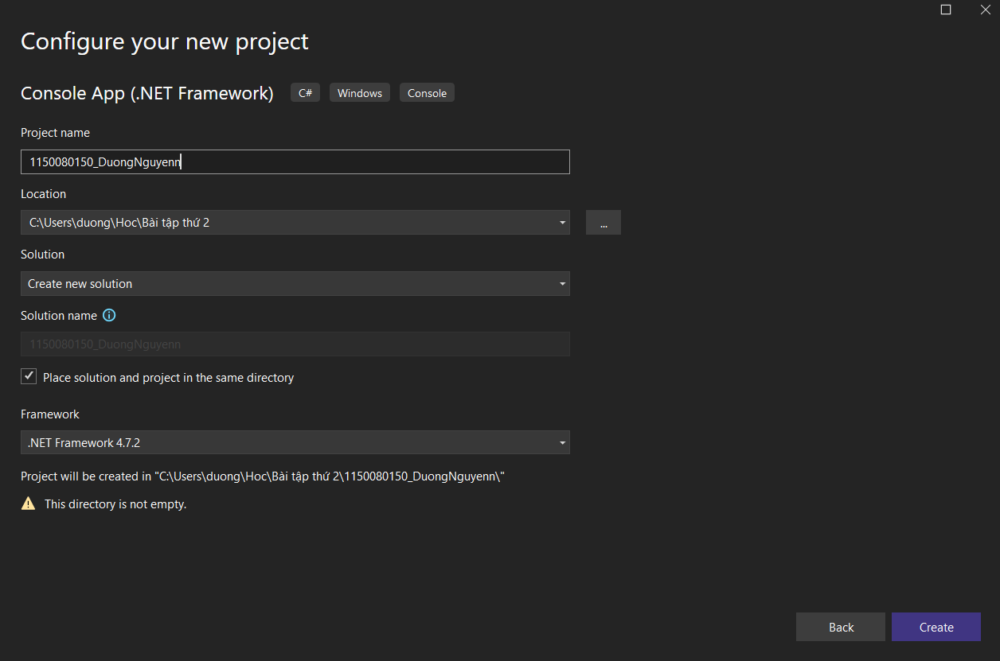 Configure your new project
Console App (.NET Framework) C# Windows Console
Project name
1150080150_DuongNguyenn
Location
C:\Users\duong\Hoc\Bài tập thứ 2
...
Solution
Create new solution
Solution name
1150080150_DuongNguyenn
Place solution and project in the same directory
Framework
.NET Framework 4.7.2
Project will be created in "C:\Users\duong\Hoc\Bài tập thứ 2\1150080150_DuongNguyenn\"
This directory is not empty.
Back Create